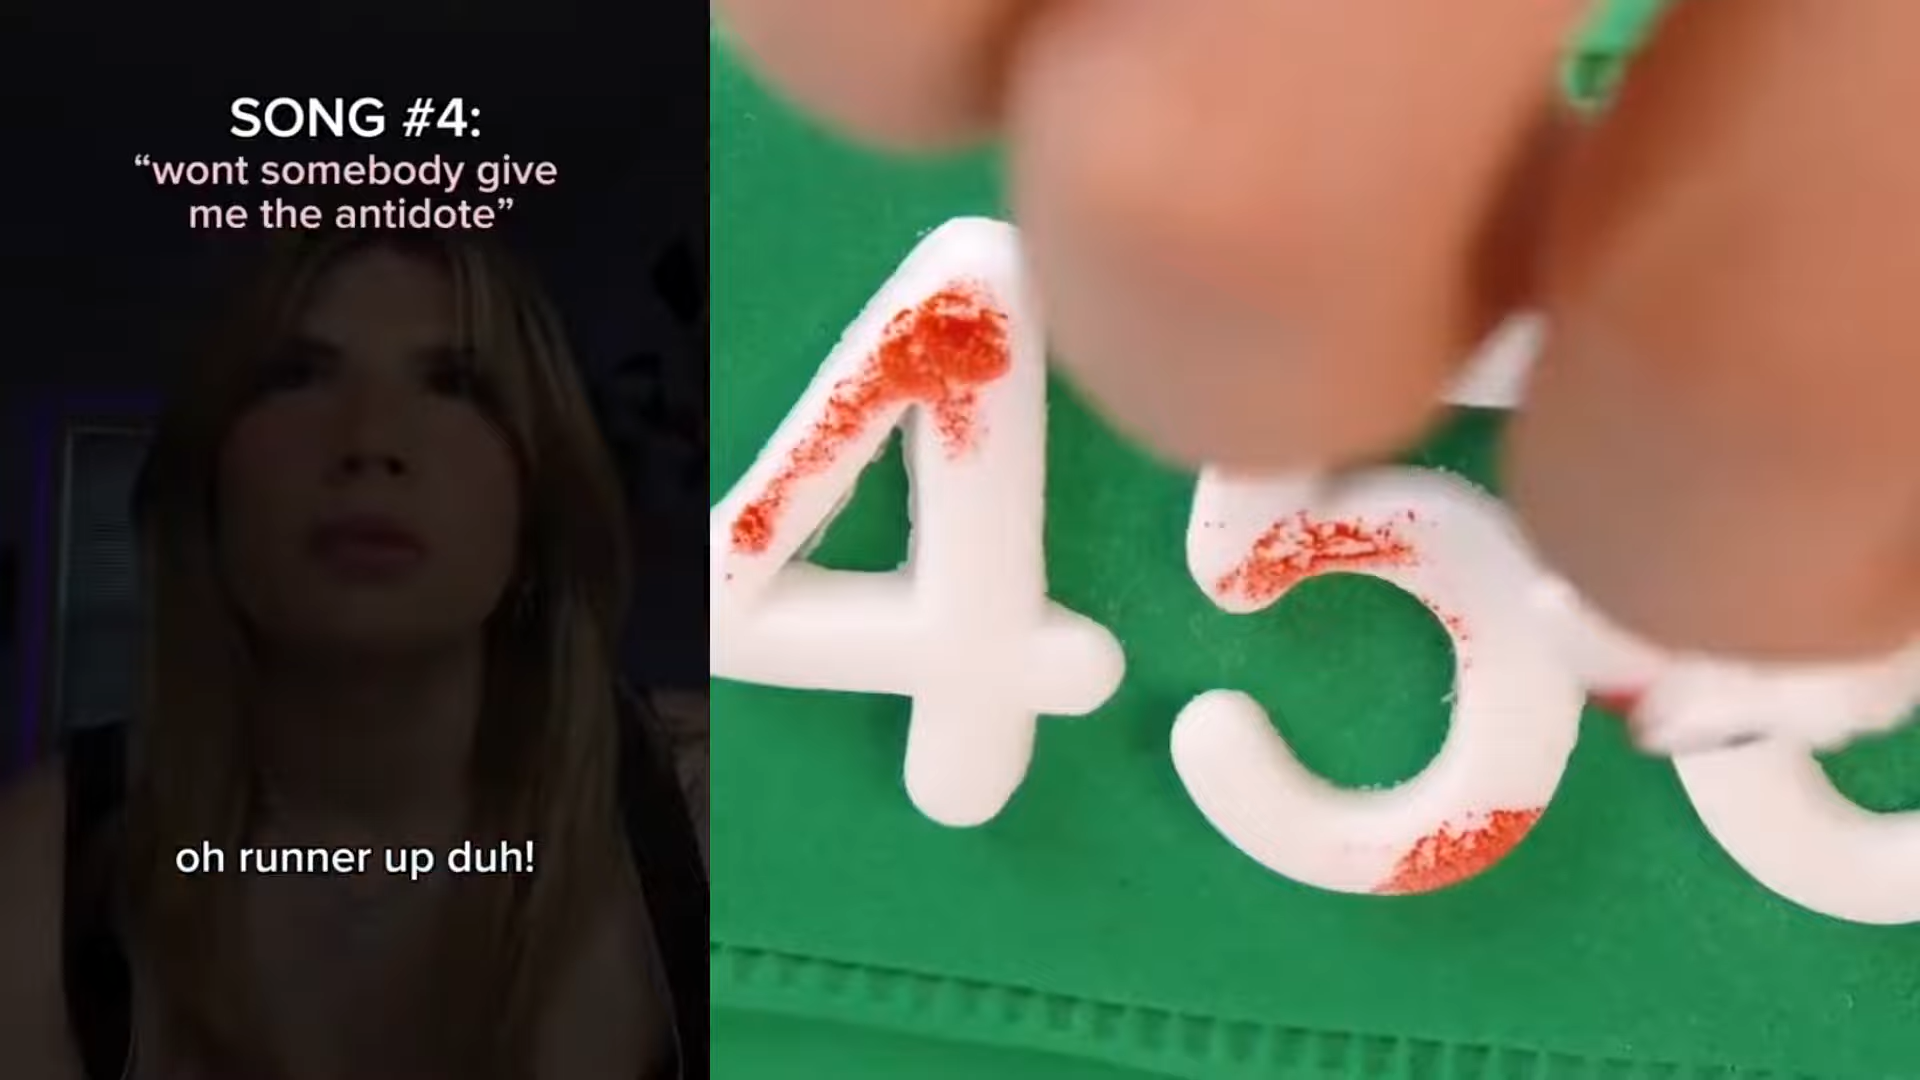 SONG #4:
“wont somebody give
me the antidote”
oh runner up duh!
45